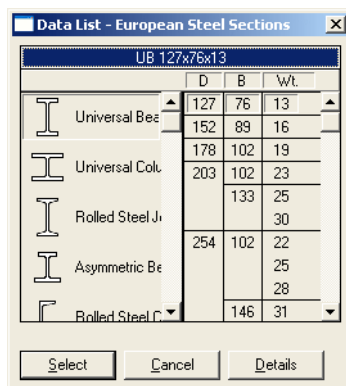 Data List - European Steel Sections
UB 127x76x13
D B Wt.
127 76 13
152 89 16
178 102 19
203 102 23
133 25
30
254 102 22
25
28
146 31
Universal Bea
Universal Colu
Rolled Steel J
Asymmetric Be
Rolled Steel C
Select Cancel Details